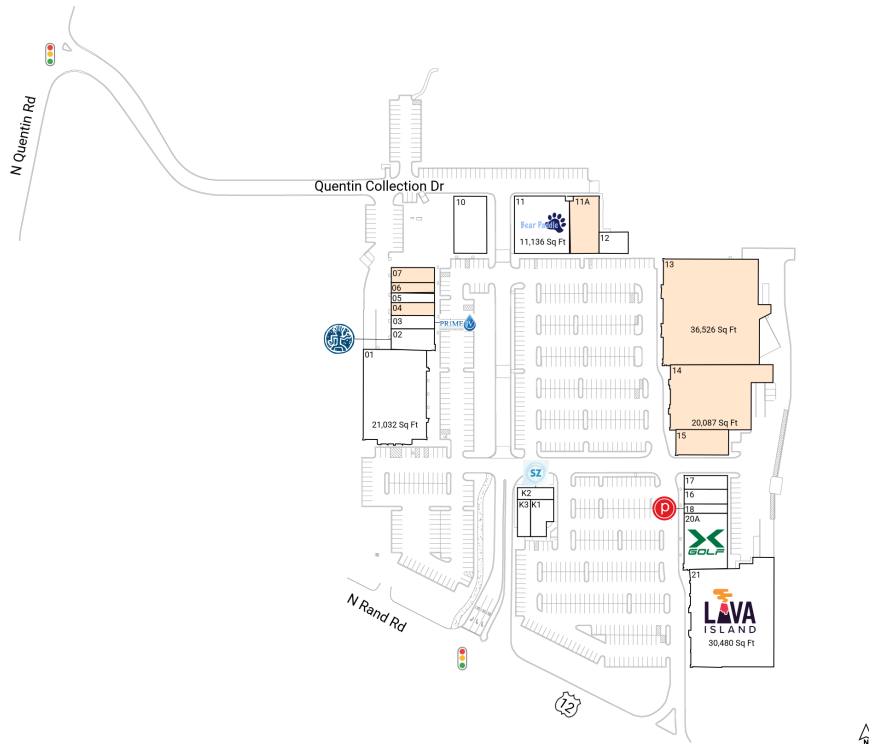 N Quentin Rd
Quentin Collection Dr
10
11
11A
Bear Paddle
11,136 Sq Ft
12
07
06
05
04
03
PRIME IV
02
01
21,032 Sq Ft
13
36,526 Sq Ft
14
20,087 Sq Ft
15
SZ
K2
K3
K1
17
16
P
18
20A
X
GOLF
21
LAVA
ISLAND
30,480 Sq Ft
N Rand Rd
12
N